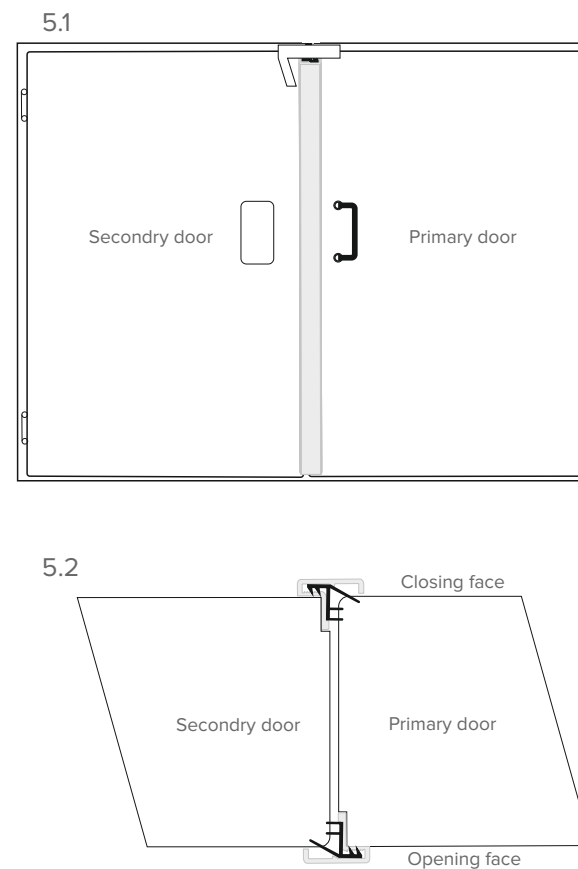 5.1
Secondry door
Primary door
5.2
Closing face
Secondry door
Primary door
Opening face